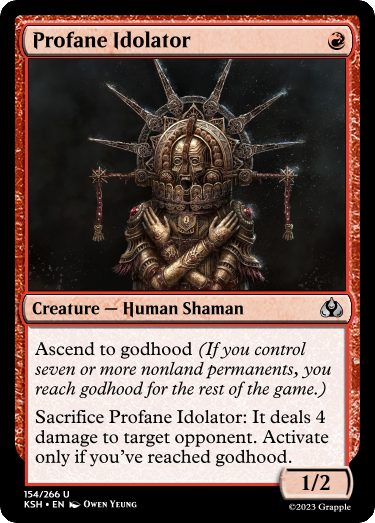 Profane Idolator
Creature — Human Shaman
Ascend to godhood (If you control
seven or more nonland permanents, you
reach godhood for the rest of the game.)
Sacrifice Profane Idolator: It deals 4
damage to target opponent. Activate
only if you've reached godhood.
1/2
154/266 U
KSH • EN Owen Yeung
©2023 Grapple